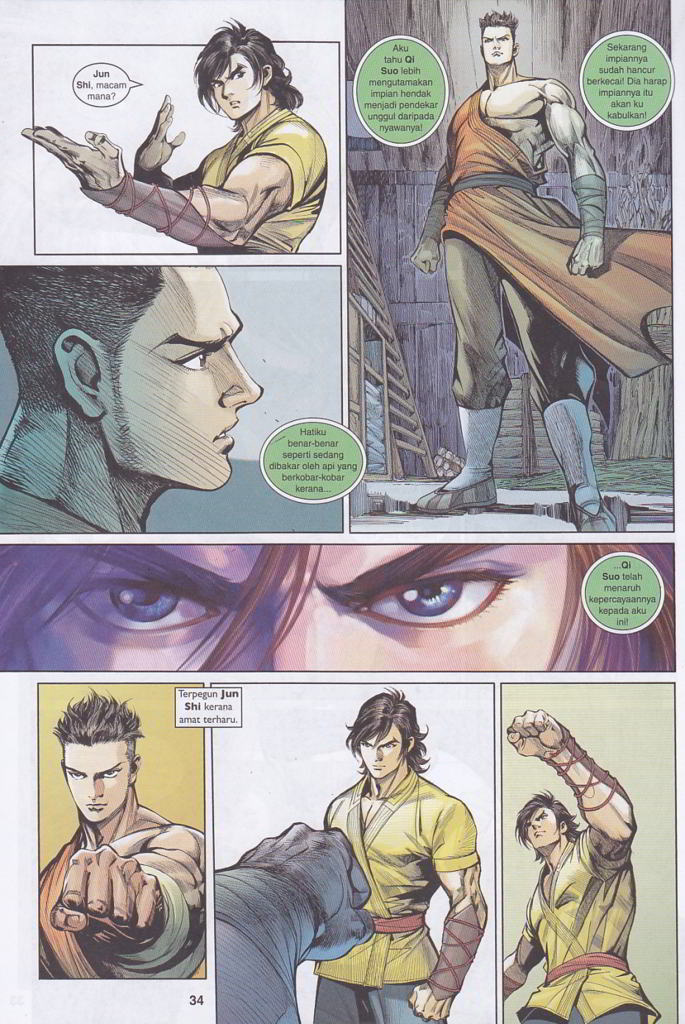 Jun
Shi, macam
mana?
Aku
tahu Qi
Suo lebih
mengutamakan
impian hendak
menjadi pendekar
unggul daripada
nyawanya!
Sekarang
impiannya
sudah hancur
berkecai! Dia harap
impiannya itu
akan ku
kabulkan!
Hatiku
benar-benar
seperti sedang
dibakar oleh api yang
berkobar-kobar
kerana...
...Qi
Suo telah
menaruh
kepercayaannya
kepada aku
ini!
Terpegun Jun
Shi kerana
amat terharu.
34